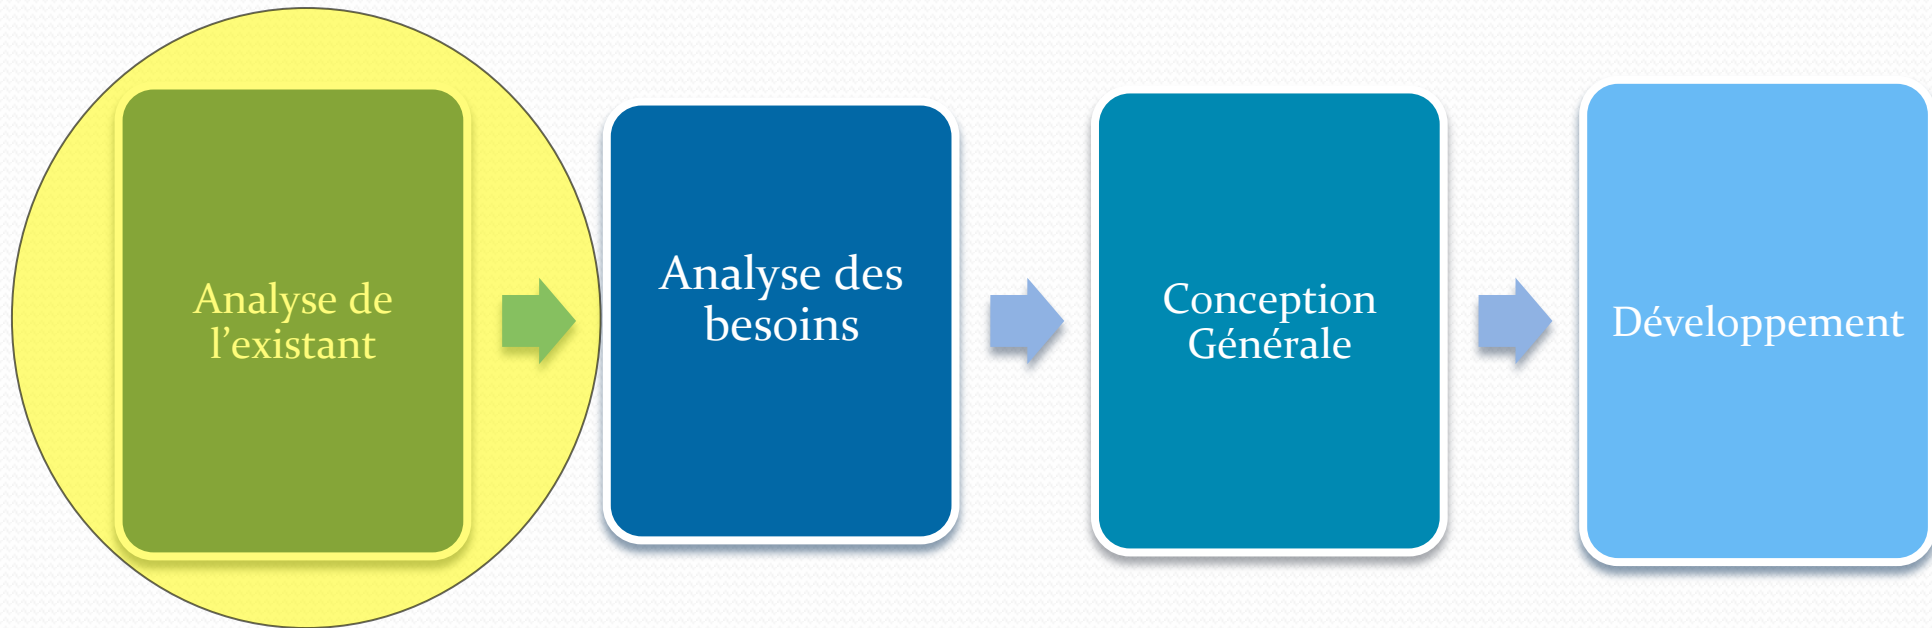 Analyse de
l’existant
Analyse des
besoins
Conception
Générale
Développement